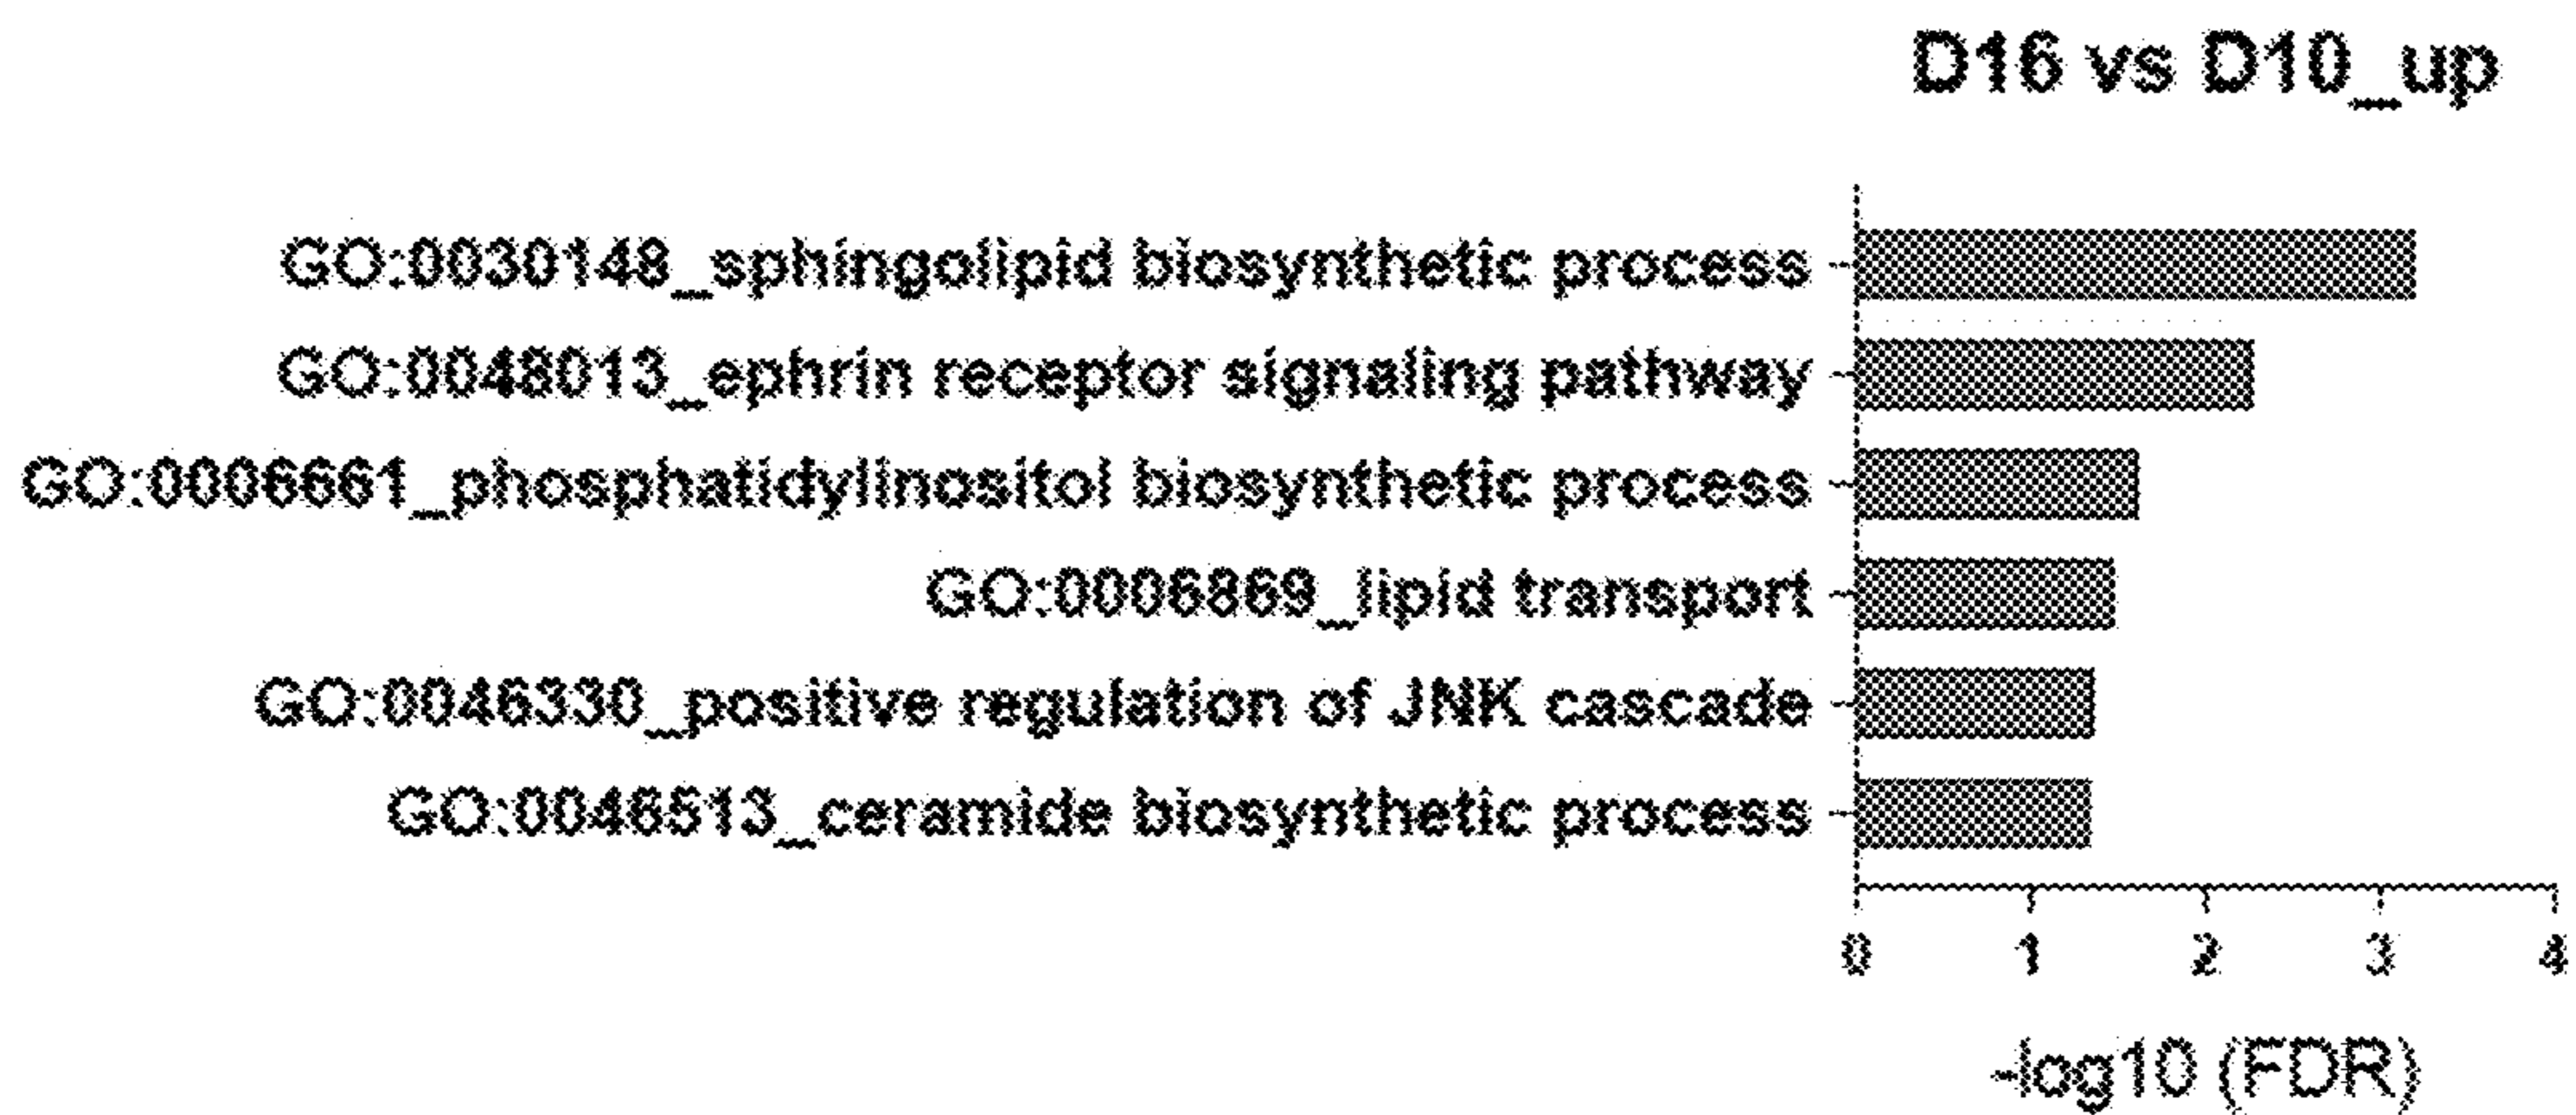 D16 vs D10_up
GO:0030148_sphingolipid biosynthetic process
GO:0048013_ephrin receptor signaling pathway
GO:0006661_phosphatidylinositol biosynthetic process
GO:0006869_lipid transport
GO:0046330_positive regulation of JNK cascade
GO:0046513_ceramide biosynthetic process
0 1 2 3 4
-log10 (FDR)